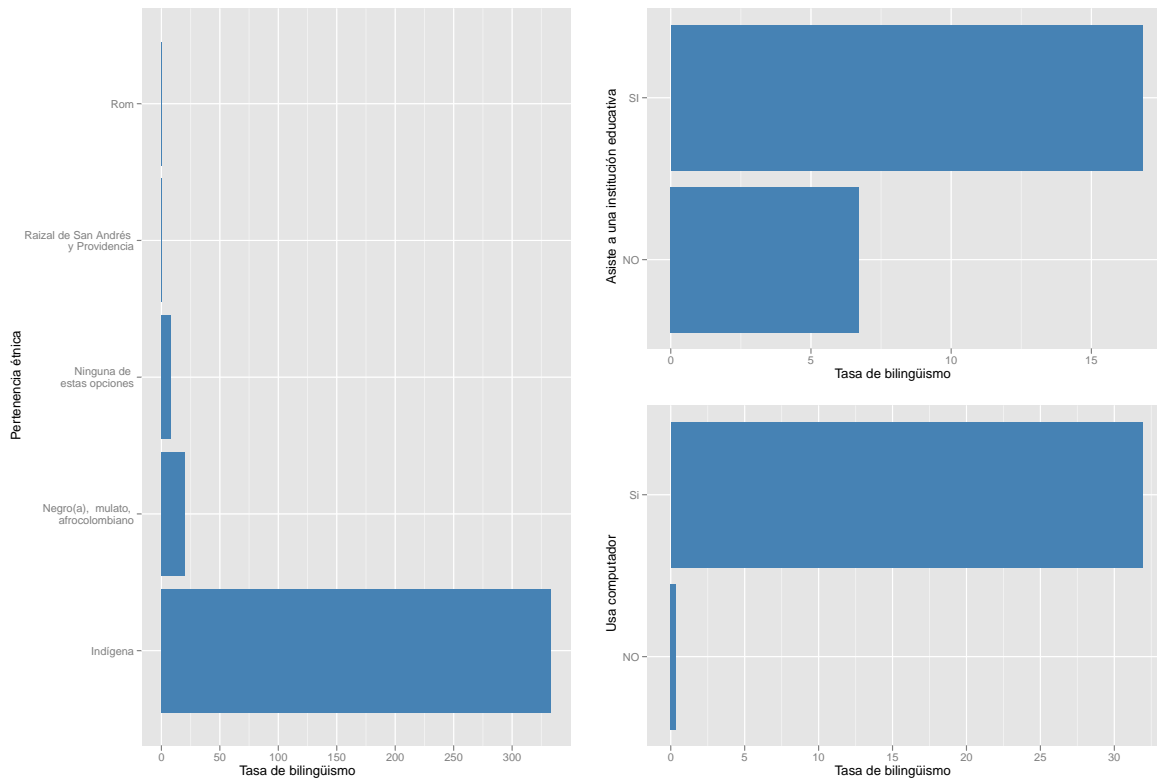 Pertenencia étnica
Rom
Raizal de San Andrés
y Providencia
Ninguna de
estas opciones
Negro(a), mulato,
afrocolombiano
Indígena
0 50 100 150 200 250 300
Tasa de bilingüismo
Asiste a una institución educativa
SI
NO
0 5 10 15
Tasa de bilingüismo
Usa computador
Si
NO
0 5 10 15 20 25 30
Tasa de bilingüismo